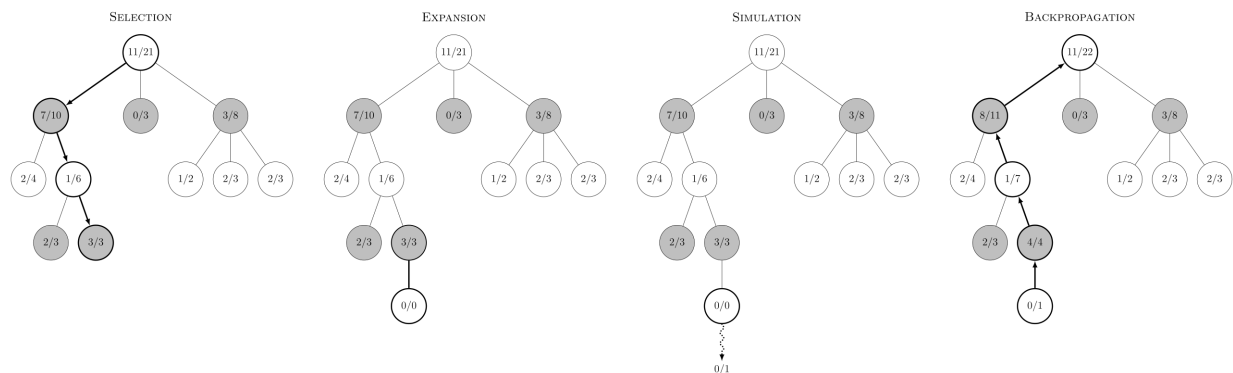 SELECTION
11/21
7/10 0/3 3/8
2/4 1/6 1/2 2/3 2/3
2/3 3/3
EXPANSION
11/21
7/10 0/3 3/8
2/4 1/6 1/2 2/3 2/3
2/3 3/3
0/0
SIMULATION
11/21
7/10 0/3 3/8
2/4 1/6 1/2 2/3 2/3
2/3 3/3
0/0
0/1
BACKPROPAGATION
11/22
8/11 0/3 3/8
2/4 1/7 1/2 2/3 2/3
2/3 4/4
0/1